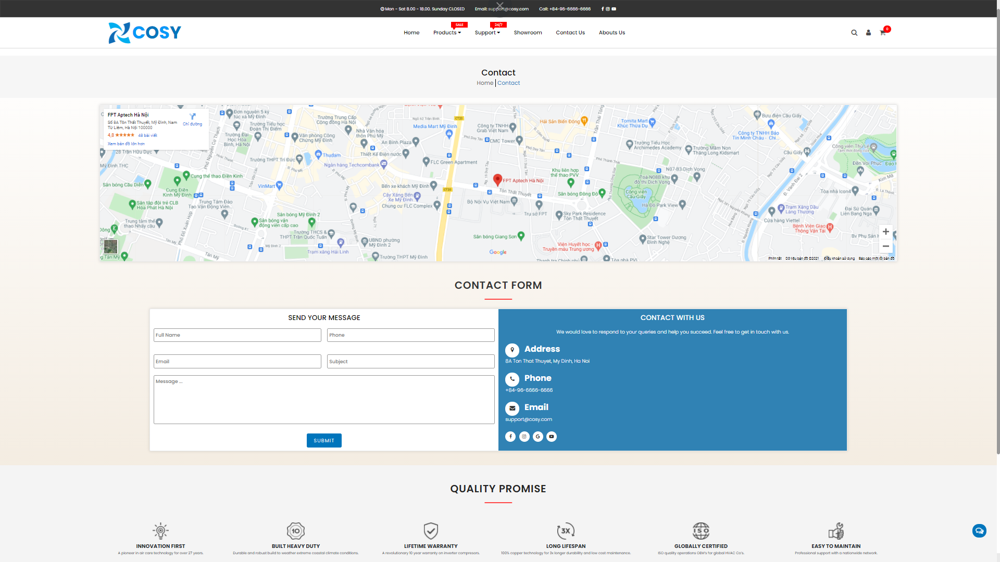 Mon - Sat 8.00 - 18.00. Sunday CLOSED
Email: support@cosy.com
Call: +84-96-6666-6666
COSY
Home
Products
SALE
Support
24/7
Showroom
Contact Us
Abouts Us
0
Contact
Home | Contact
FPT Aptech Hà Nội
Số 8A Tôn Thất Thuyết, Mỹ Đình, Nam
Từ Liêm, Hà Nội 100000
Chỉ đường
4,8 ★★★★★ 48 bài viết
Xem bản đồ lớn hơn
28 Trần Hữu Dực
Mỹ Đình THC
Đơn nguyên 5 ký
túc xá Mỹ Đình
Trường Đại
Học Hòa
Bình, Hà Nội
Trường Tiểu học
Đoàn Thị Điểm
Văn phòng Công
Chứng Mỹ Đình
Trường Trung Cấp
Cộng đồng Hà Nội
Nhà Văn hóa
thôn Phú Mỹ
An Bình Plaza
Thiết Kế Điện nước
Media Mart Mỹ Đình
CT20
Công ty TNHH
Grab Việt Nam
CMC Tower
Hải Sản Biển Đông
Tomita Mart
Khúc Thừa Dụ
Trường Tiểu Học
Archimedes Academy
Trường Mầm Non
Thăng Long Kidsmart
Bưu điện Cầu Giấy
Công ty TNHH Bảo
Tín Minh Châu - Chi...
Cầu Giấy
Công viên Thủ Lệ
Tạm thời đóng cửa
Đền Voi Phục
Trường THPT Trí Đức
Thudam
Ngân hàng Techcombank
FLC Green Apartment
Bến xe khách Mỹ Đình
Cây Xăng Bến
Xe Mỹ Đình
Chung cư FLC Complex
CT30
FPT Aptech Hà Nội
Tôn Thất Thuyết
Bộ Nội Vụ Việt Nam
Trụ sở FPT
Khu liên hợp
thể thao PVV
Sân bóng Đông Đô
Sky Park Residence
Tôn Thất Thuyết
N07-B3 Dịch Vọng
Toà N08B khu
đô thị Dịch Vọng
Công viên
Cầu Giấy
Hà Đô Park View
Star Tower Dương
Đình Nghệ
Tòa nhà Icon4
Trạm Xăng Dầu
Láng Thượng
Cửa hàng Viettel
Bệnh Viện Giao
Thông Vận Tải
Đại Sứ Quán
Liên Bang Nga
Cung thể thao Điền Kinh
Sân bóng Cầu Diễn
Cung Điền
Kinh Mỹ Đình
VinMart
Sân tập đội trẻ CLB
Hòa Phát Hà Nội
Trung Tâm Đào
Tạo Vận Động Viên...
Trung tâm thể
thao Nhảy cầu
Sân bóng Mỹ Đình 2
Sân bóng vận
động viên cấp cao
Trường THCS &
THPT Trần Quốc Tuấn
UBND phường
Mỹ Đình 2
Trạm xăng Hải Linh
Trường THPT Mỹ Đình
Tân Mỹ
Sân bóng Giang Sơn
Viện Huyết học -
Truyền máu Trung ương
Google
Phím tắt
Dữ liệu bản đồ ©2021
Điều khoản sử dụng
Báo cáo một lỗi bản đồ
CONTACT FORM
SEND YOUR MESSAGE
Full Name
Phone
Email
Subject
Message ...
SUBMIT
CONTACT WITH US
We would love to respond to your queries and help you succeed. Feel free to get in touch with us.
Address
8A Ton That Thuyet, My Dinh, Ha Noi
Phone
+84-96-6666-6666
Email
support@cosy.com
QUALITY PROMISE
10
3X
ISO
INNOVATION FIRST
A pioneer in air care technology for over 27 years.
BUILT HEAVY DUTY
Durable and robust build to weather extreme coastal climate conditions.
LIFETIME WARRANTY
A revolutionary 10 year warranty on inverter compresors.
LONG LIFESPAN
100% copper technology for 3x longer durability and low cost maintenance.
GLOBALLY CERTIFIED
ISO quality operations OEM's for global HVAC Co's.
EASY TO MAINTAIN
Professional support with a nationwide network.